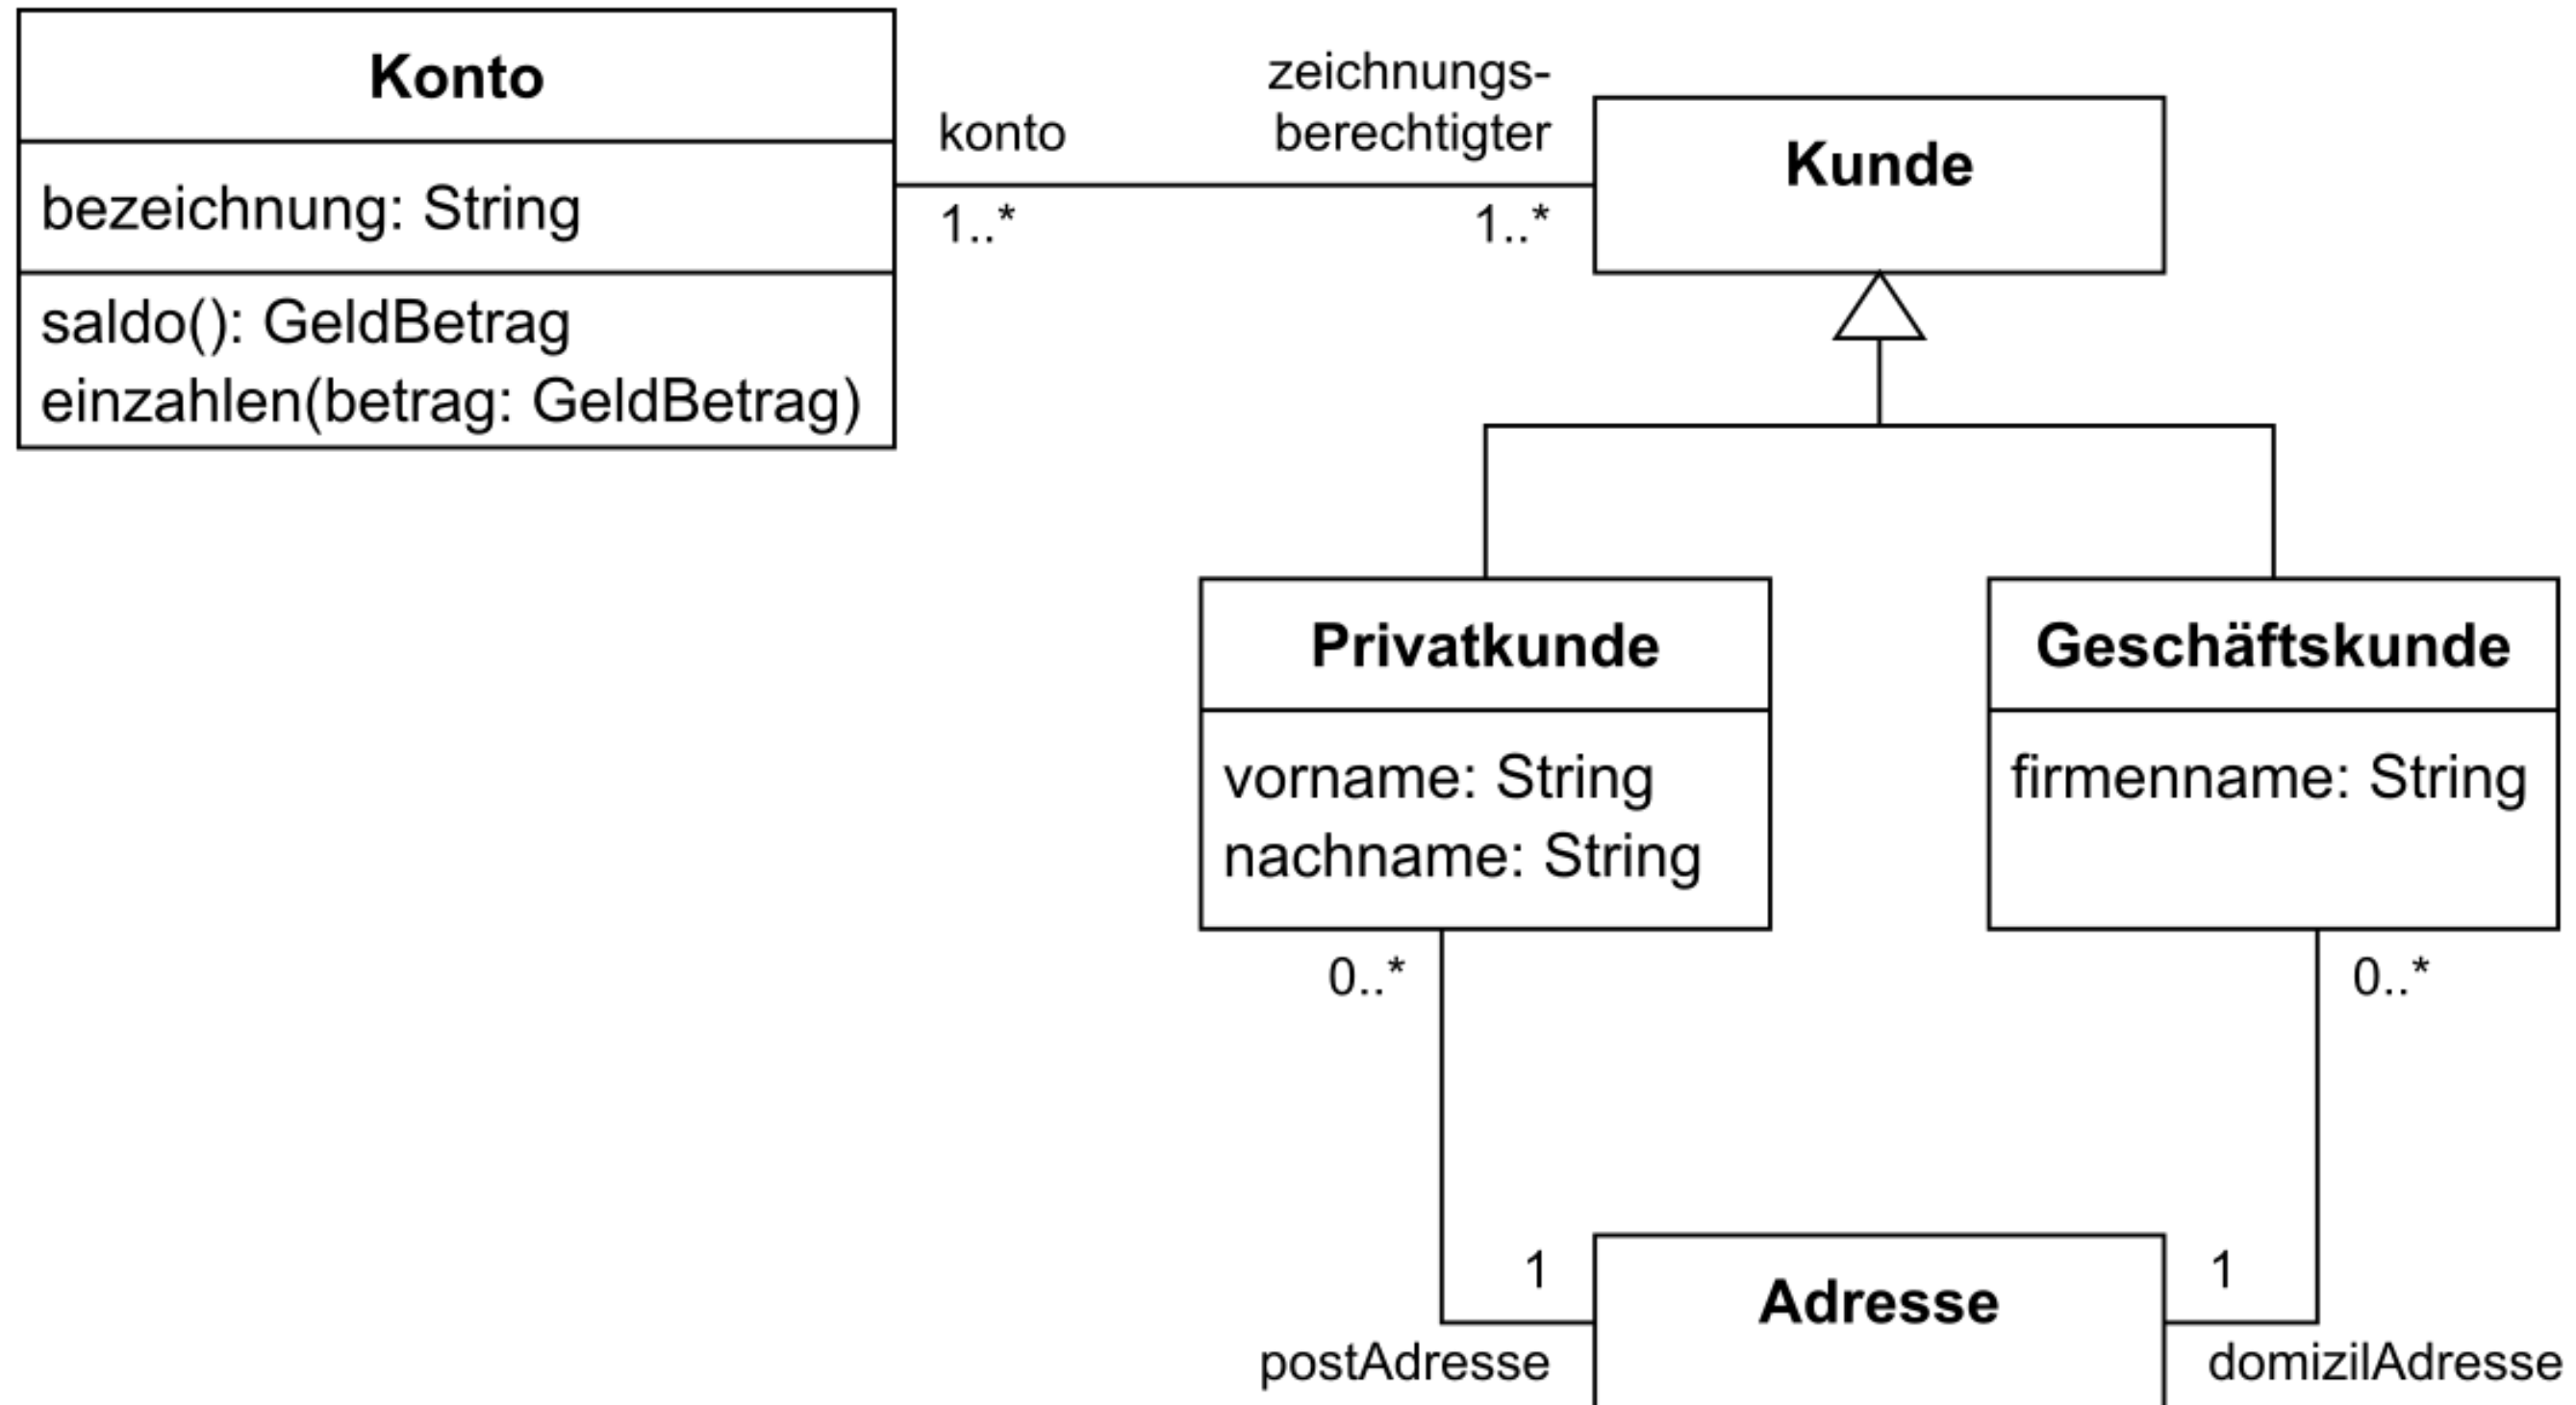 Konto
bezeichnung: String
saldo(): GeldBetrag
einzahlen(betrag: GeldBetrag)
konto
1..*
zeichnungs-
berechtigter
1..*
Kunde
Privatkunde
vorname: String
nachname: String
Geschäftskunde
firmenname: String
0..*
0..*
1
postAdresse
Adresse
1
domizilAdresse